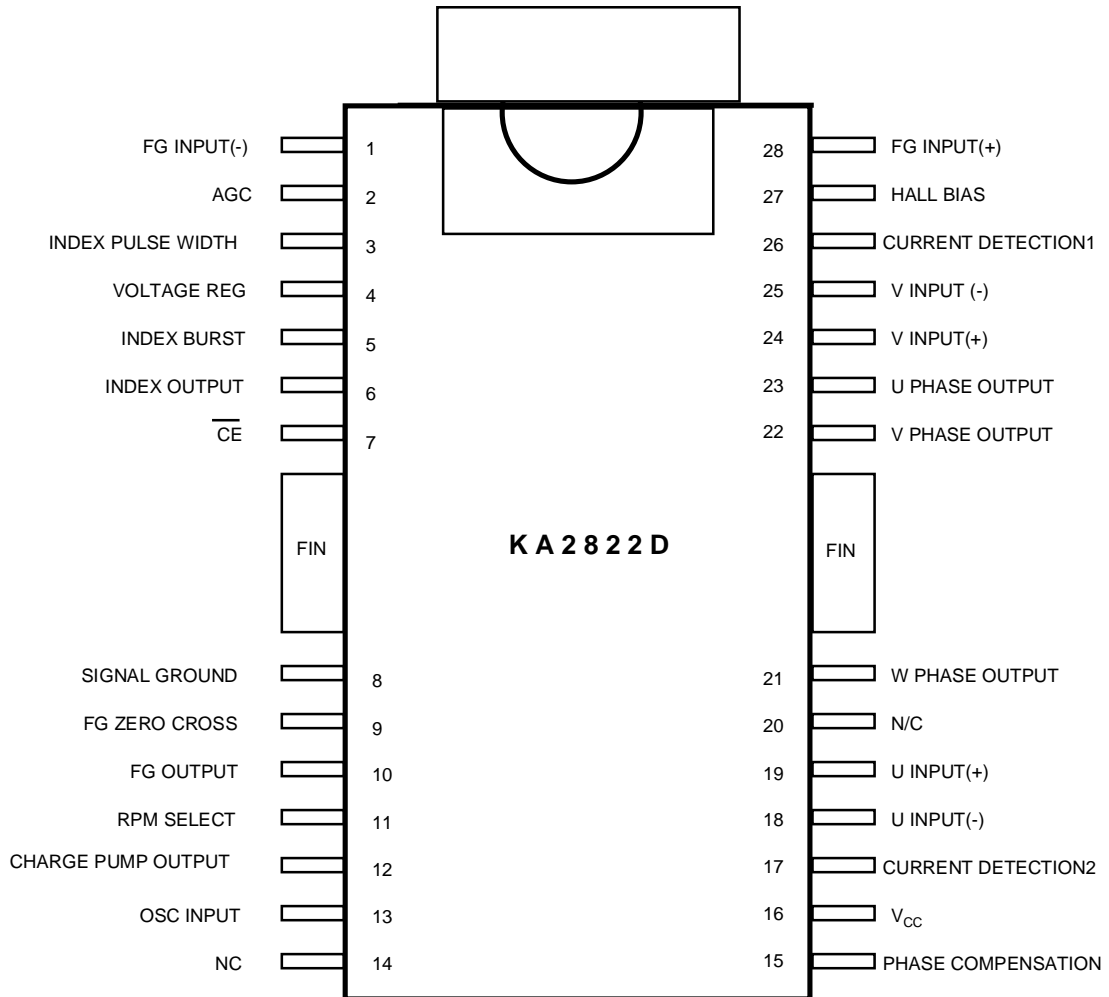 FG INPUT(-) 1 28 FG INPUT(+)
AGC 2 27 HALL BIAS
INDEX PULSE WIDTH 3 26 CURRENT DETECTION1
VOLTAGE REG 4 25 V INPUT (-)
INDEX BURST 5 24 V INPUT(+)
INDEX OUTPUT 6 23 U PHASE OUTPUT
C̅E̅ 7 22 V PHASE OUTPUT
FIN KA2822D FIN
SIGNAL GROUND 8 21 W PHASE OUTPUT
FG ZERO CROSS 9 20 N/C
FG OUTPUT 10 19 U INPUT(+)
RPM SELECT 11 18 U INPUT(-)
CHARGE PUMP OUTPUT 12 17 CURRENT DETECTION2
OSC INPUT 13 16 VCC
NC 14 15 PHASE COMPENSATION